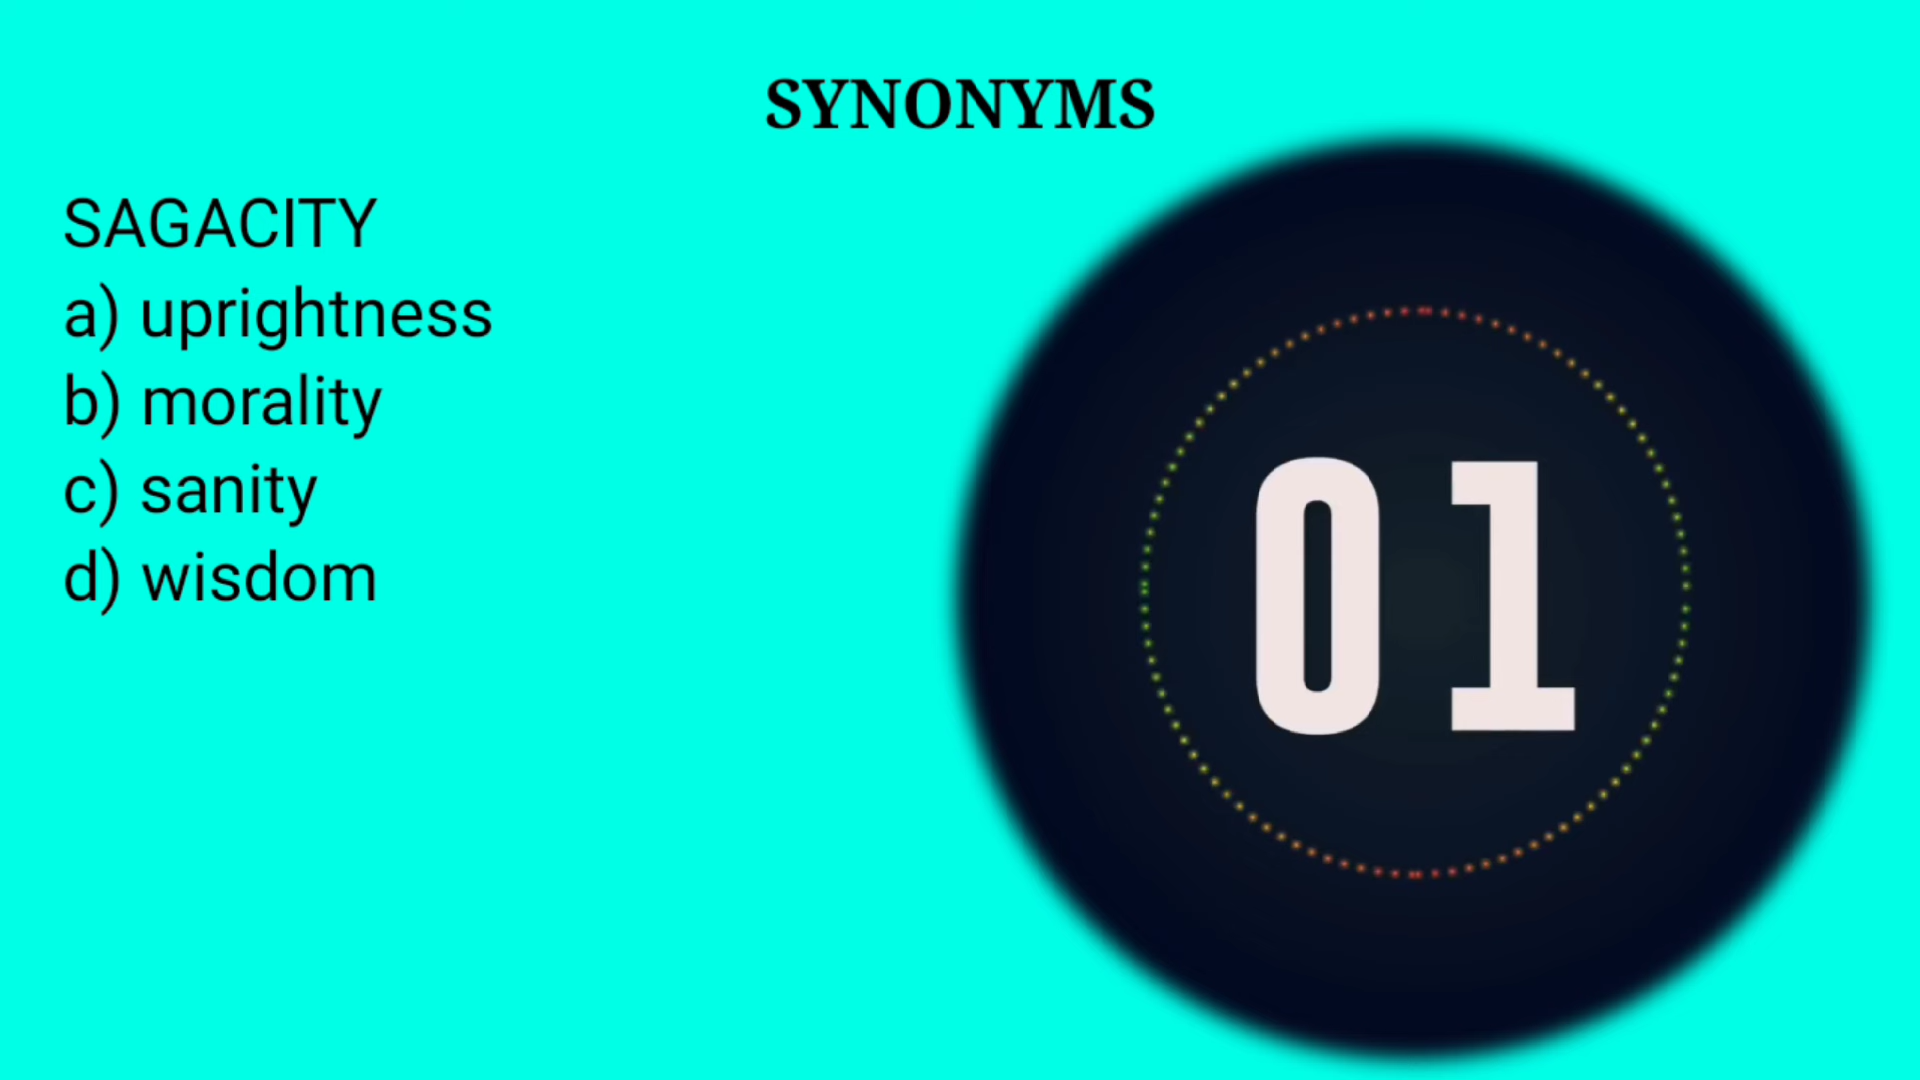 SYNONYMS
SAGACITY
a) uprightness
b) morality
c) sanity
d) wisdom
01